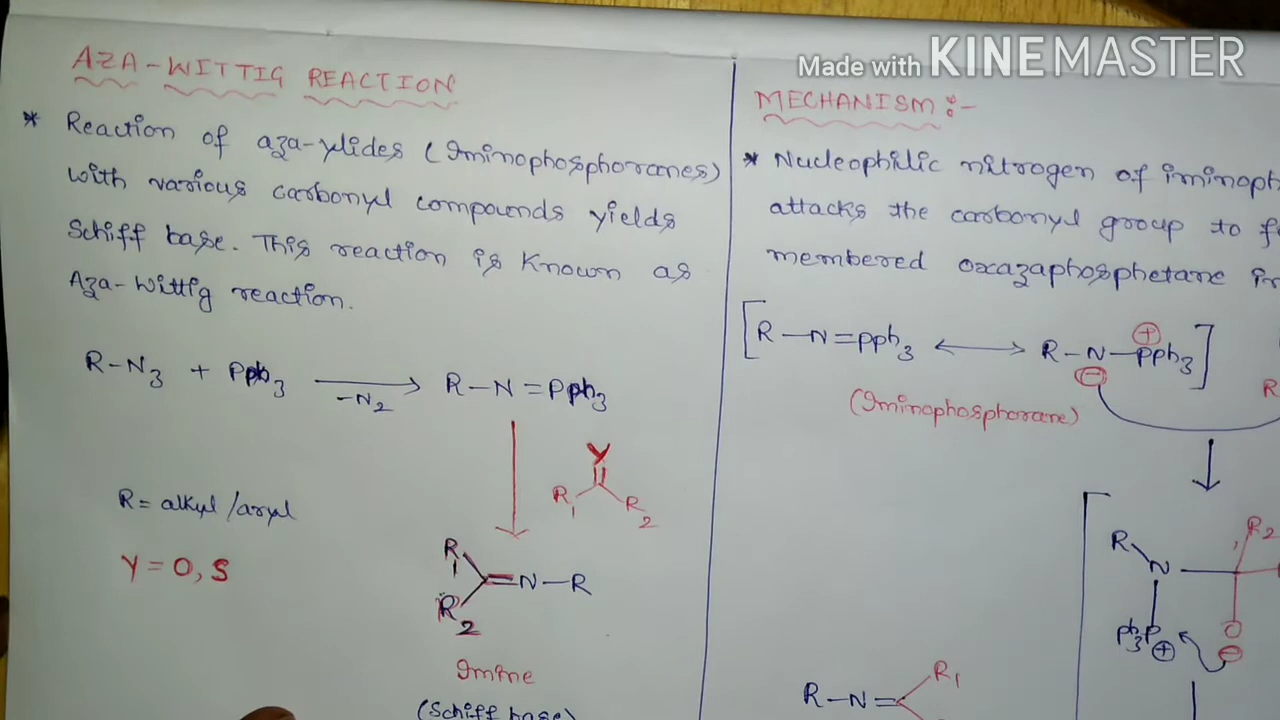 Made with KINEMASTER
AZA-WITTIG REACTION
* Reaction of aza-ylides (Iminophosphoranes)
with various carbonyl compounds yields
Schiff base. This reaction is known as
Aza-Wittig reaction.
R-N3 + PPh3 → R-N=PPh3
-N2
Y
R1 R2
R = alkyl/aryl
Y = O, S
R1
=N-R
R2
Imine
(Schiff base)
MECHANISM:-
* Nucleophilic nitrogen of iminoph
attacks the carbonyl group to f
membered oxazaphosphetane in
[R-N=PPh3 ↔ R-N-PPh3]
⊕
⊖
(Iminophosphorane)
R
R R2
N
Ph3P O
⊕ ⊖
R1
R-N=